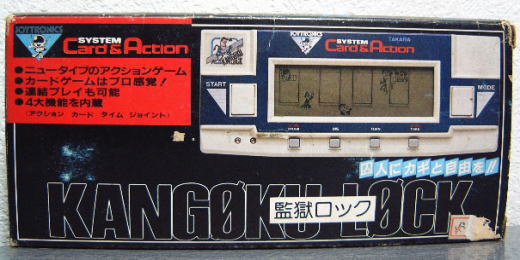 JOYTRONICS
SYSTEM
Card & Action
●ニュータイプのアクションゲーム
●カードゲームはプロ感覚!
●連結プレイも可能
●4大機能を内蔵
(アクション カード タイム ジョイント)
JOYTRONICS
SYSTEM
TAKARA
Card & Action
START
MODE
囚人にカギと自由を!!
KANGOKU LOCK
監獄ロック